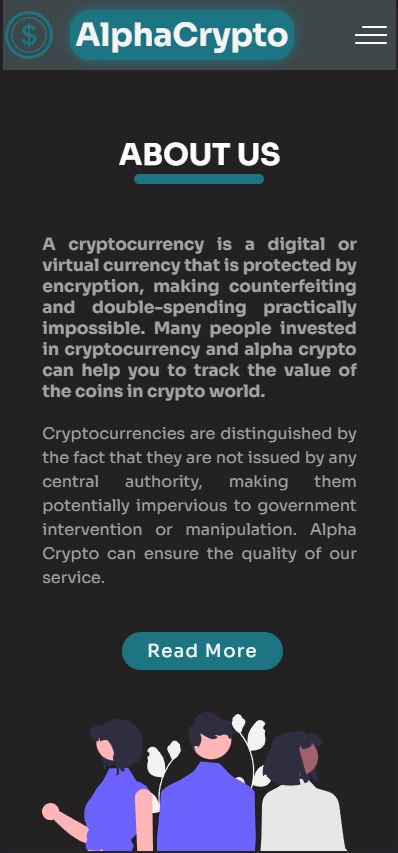 $
AlphaCrypto
ABOUT US
A cryptocurrency is a digital or
virtual currency that is protected by
encryption, making counterfeiting
and double-spending practically
impossible. Many people invested
in cryptocurrency and alpha crypto
can help you to track the value of
the coins in crypto world.
Cryptocurrencies are distinguished by
the fact that they are not issued by any
central authority, making them
potentially impervious to government
intervention or manipulation. Alpha
Crypto can ensure the quality of our
service.
Read More